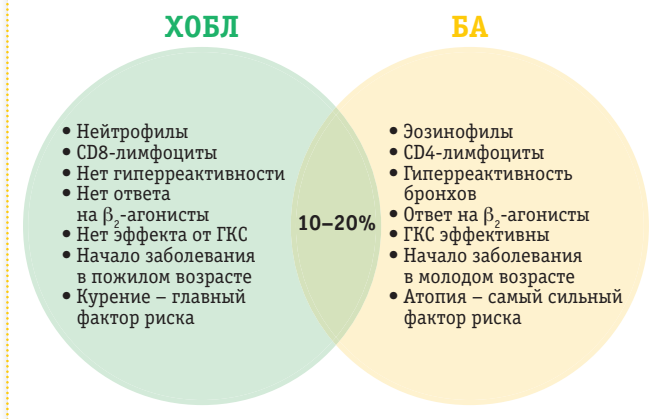 ХОБЛ
БА
• Нейтрофилы
• CD8-лимфоциты
• Нет гиперреактивности
• Нет ответа
на β₂-агонисты
• Нет эффекта от ГКС
• Начало заболевания
в пожилом возрасте
• Курение – главный
фактор риска
10–20%
• Эозинофилы
• CD4-лимфоциты
• Гиперреактивность
бронхов
• Ответ на β₂-агонисты
• ГКС эффективны
• Начало заболевания
в молодом возрасте
• Атопия – самый сильный
фактор риска